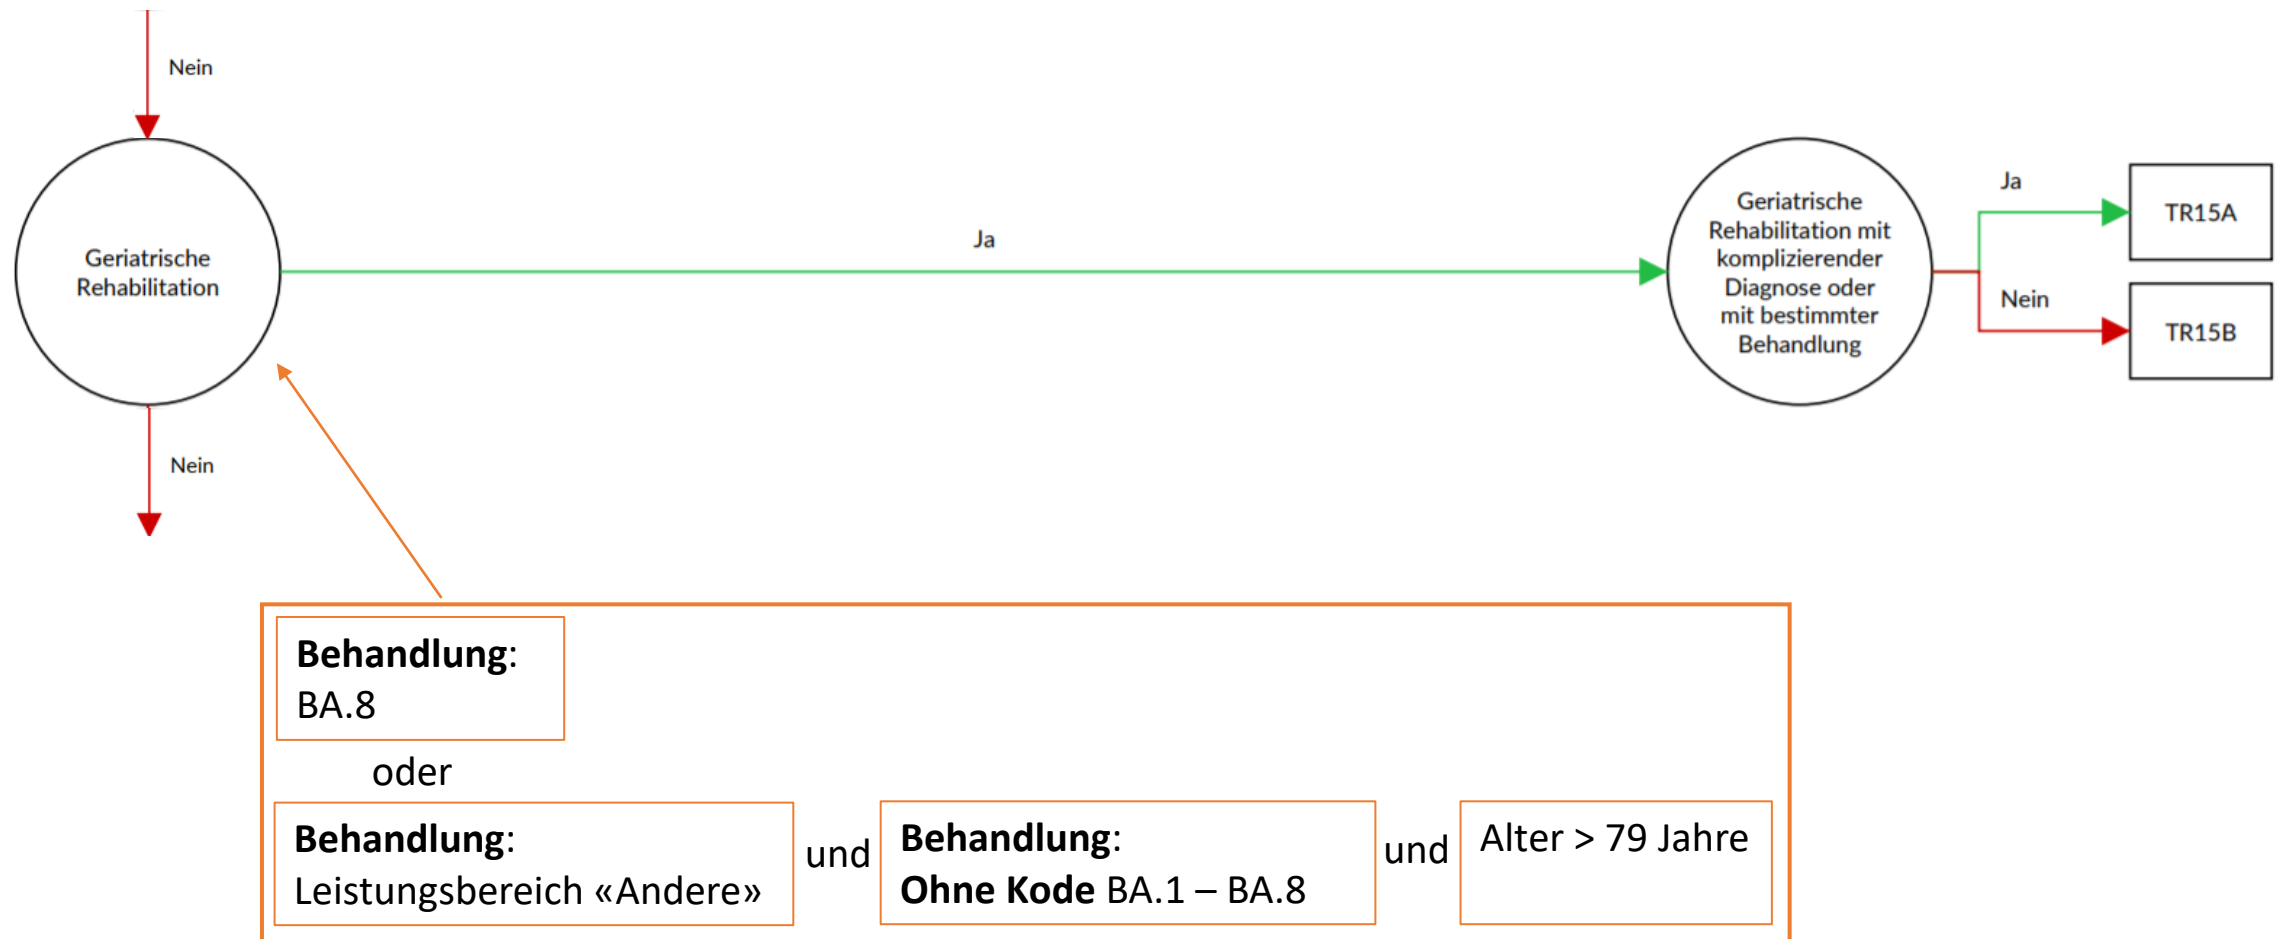 Nein
Geriatrische
Rehabilitation
Ja
Geriatrische
Rehabilitation mit
komplizierender
Diagnose oder
mit bestimmter
Behandlung
Ja
TR15A
Nein
TR15B
Nein
Behandlung:
BA.8
oder
Behandlung:
Leistungsbereich «Andere»
und
Behandlung:
Ohne Kode BA.1 – BA.8
und
Alter > 79 Jahre